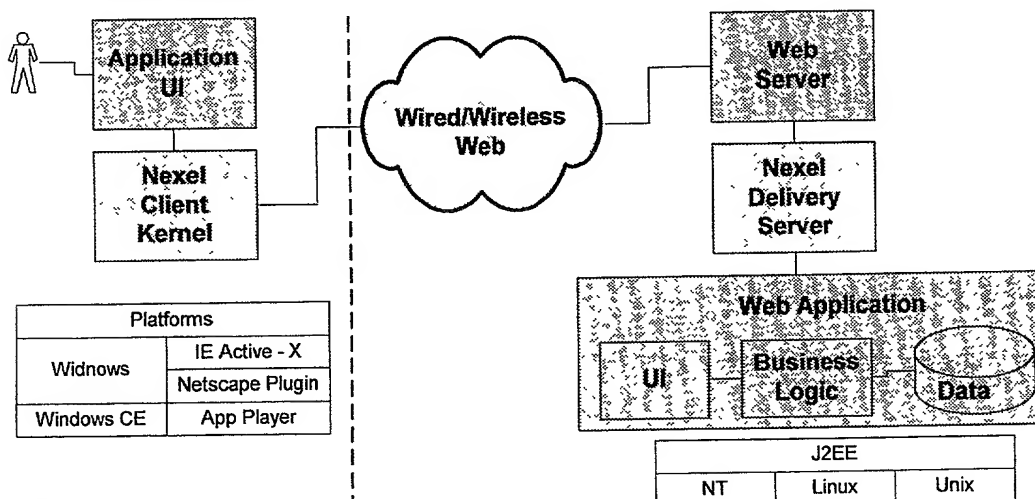 Application
UI
Nexel
Client
Kernel
Wired/Wireless
Web
Web
Server
Nexel
Delivery
Server
Web Application
UI
Business
Logic
Data
Platforms
Widnows
IE Active - X
Netscape Plugin
Windows CE
App Player
J2EE
NT
Linux
Unix